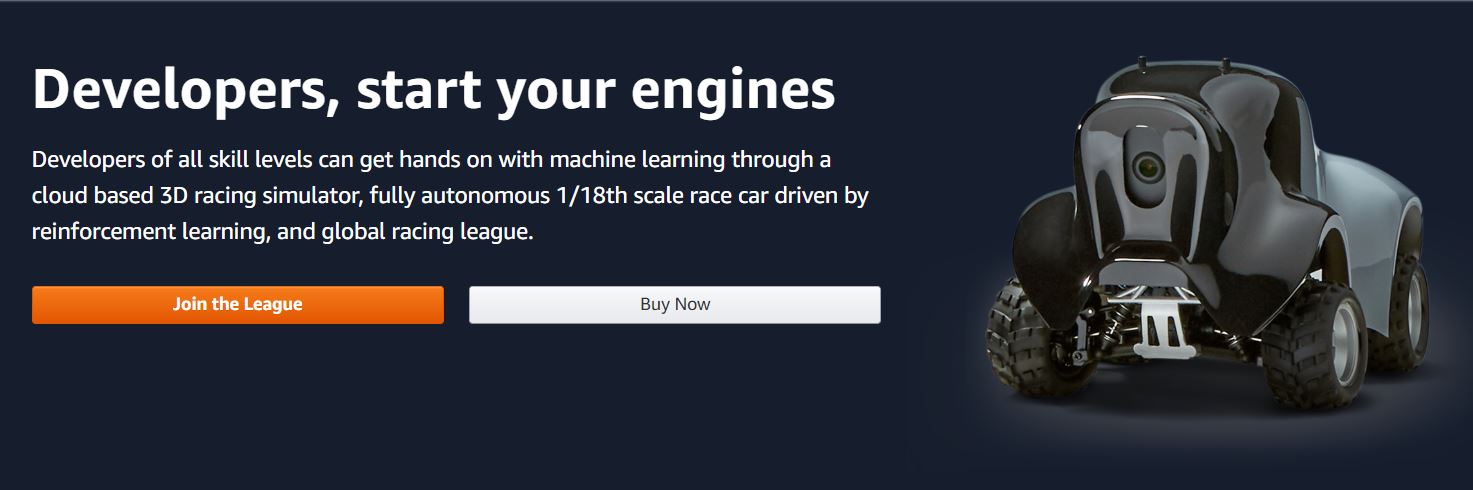 Developers, start your engines
Developers of all skill levels can get hands on with machine learning through a
cloud based 3D racing simulator, fully autonomous 1/18th scale race car driven by
reinforcement learning, and global racing league.
Join the League
Buy Now